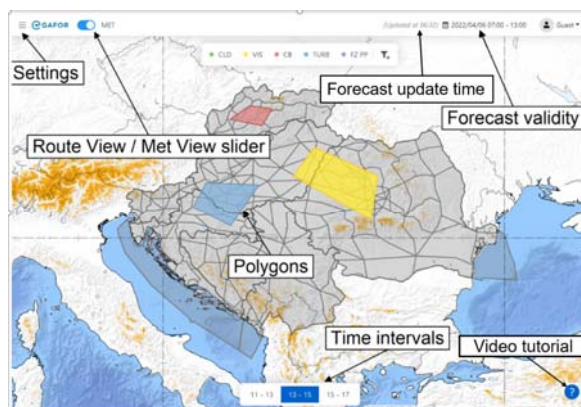 eGAFOR MET (Updated at 06:32) 2022/04/06 07:00 - 13:00 Guest
CLD VIS CB TURB FZ PP
Settings
Forecast update time
Forecast validity
Route View / Met View slider
Polygons
Time intervals
Video tutorial
11 - 13 13 - 15 15 - 17 ?